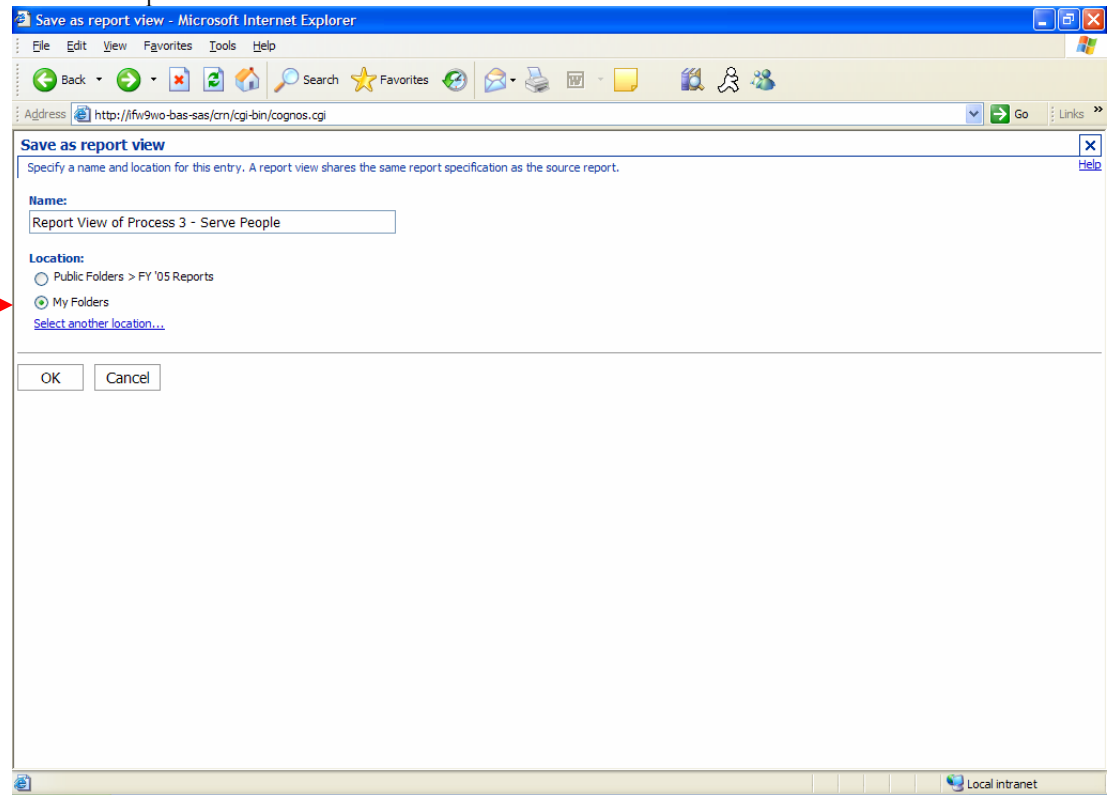 Save as report view - Microsoft Internet Explorer
File Edit View Favorites Tools Help
Back Search Favorites
Address http://ifw9wo-bas-sas/crn/cgi-bin/cognos.cgi Go Links »
Save as report view
Specify a name and location for this entry. A report view shares the same report specification as the source report.
Help
Name:
Report View of Process 3 - Serve People
Location:
Public Folders > FY '05 Reports
My Folders
Select another location...
OK Cancel
Local intranet